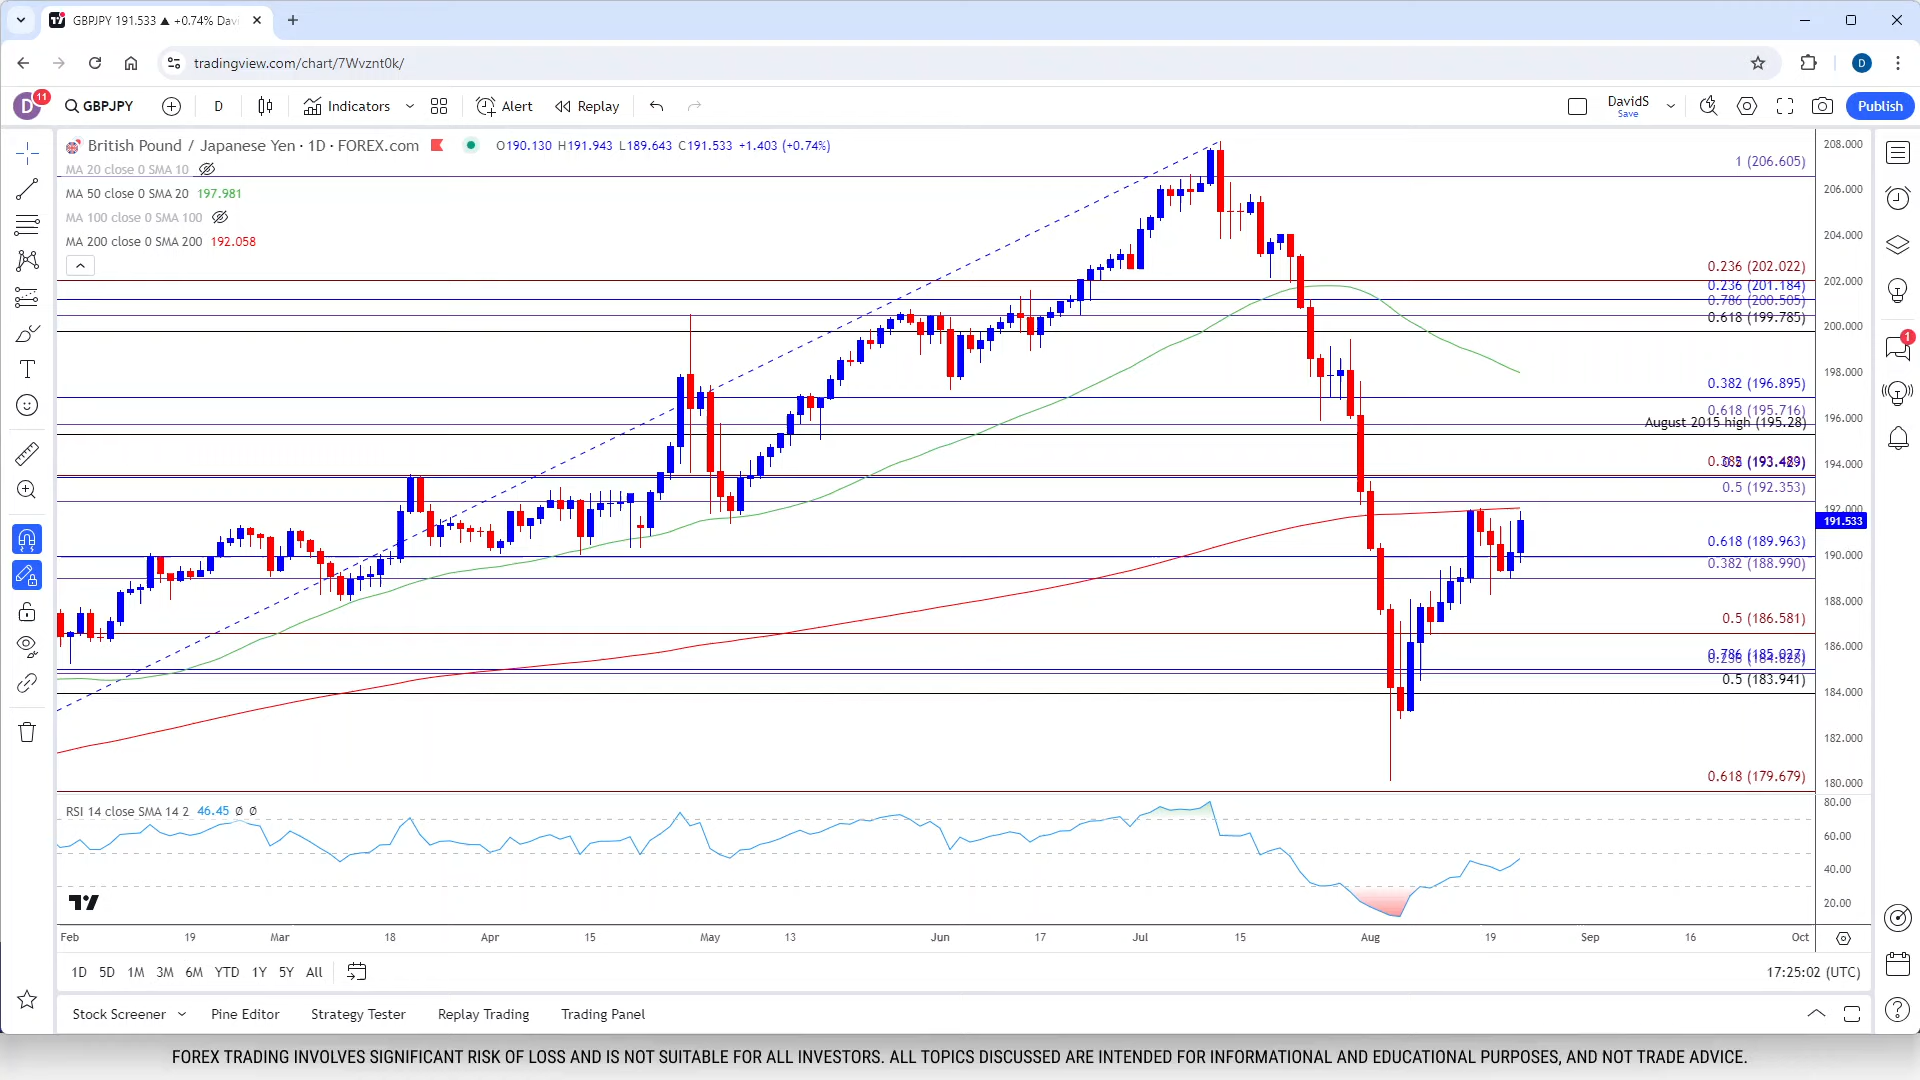 GBPJPY 191.533 ▲ +0.74% Davi
tradingview.com/chart/7Wvznt0k/
D 11 GBPJPY D Indicators Alert Replay DavidS Save Publish
British Pound / Japanese Yen · 1D · FOREX.com O190.130 H191.943 L189.643 C191.533 +1.403 (+0.74%)
MA 20 close 0 SMA 10
MA 50 close 0 SMA 20 197.981
MA 100 close 0 SMA 100
MA 200 close 0 SMA 200 192.058
208.000
1 (206.605)
206.000
204.000
0.236 (202.022)
202.000
0.236 (201.184)
0.786 (200.505)
0.618 (199.785)
200.000
198.000
0.382 (196.895)
0.618 (195.716)
196.000
August 2015 high (195.28)
194.000
0.5 (192.353)
192.000
191.533
0.618 (189.963)
190.000
0.382 (188.990)
188.000
0.5 (186.581)
186.000
0.786 (185.027)
0.5 (183.941)
184.000
182.000
0.618 (179.679)
180.000
RSI 14 close SMA 14 2 46.45 Ø Ø
80.00
60.00
40.00
20.00
Feb 19 Mar 18 Apr 15 May 13 Jun 17 Jul 15 Aug 19 Sep 16 Oct
1D 5D 1M 3M 6M YTD 1Y 5Y All 17:25:02 (UTC)
Stock Screener Pine Editor Strategy Tester Replay Trading Trading Panel
FOREX TRADING INVOLVES SIGNIFICANT RISK OF LOSS AND IS NOT SUITABLE FOR ALL INVESTORS. ALL TOPICS DISCUSSED ARE INTENDED FOR INFORMATIONAL AND EDUCATIONAL PURPOSES, AND NOT TRADE ADVICE.